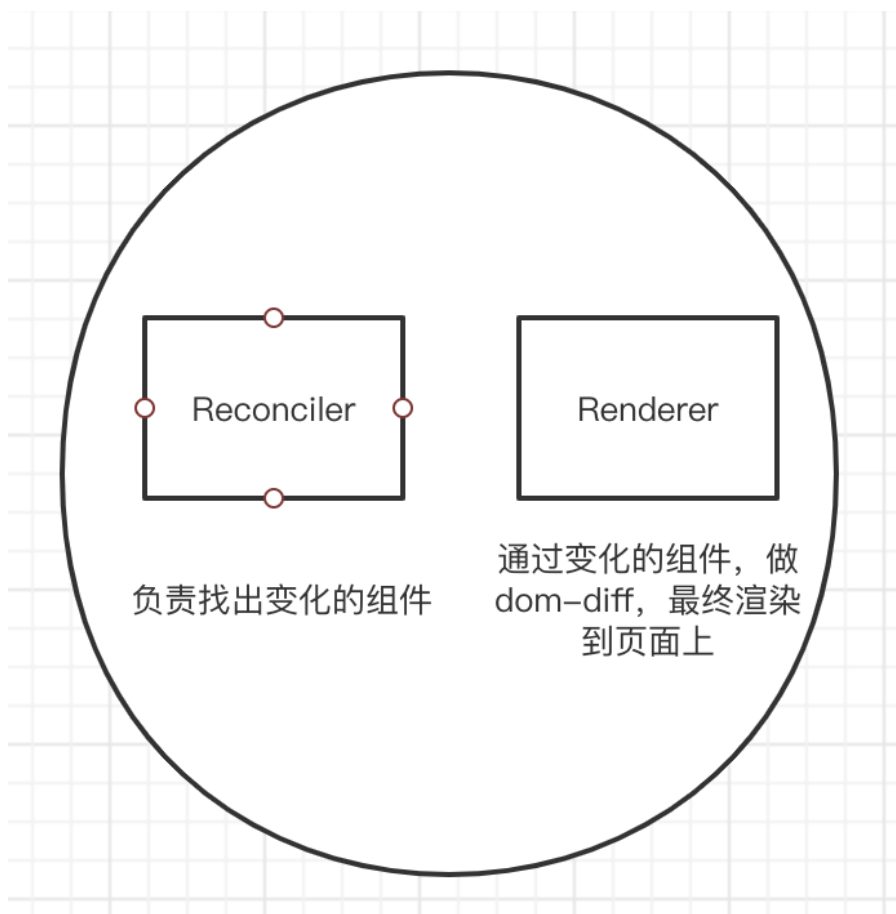 Reconciler
Renderer
负责找出变化的组件
通过变化的组件，做
dom-diff，最终渲染
到页面上